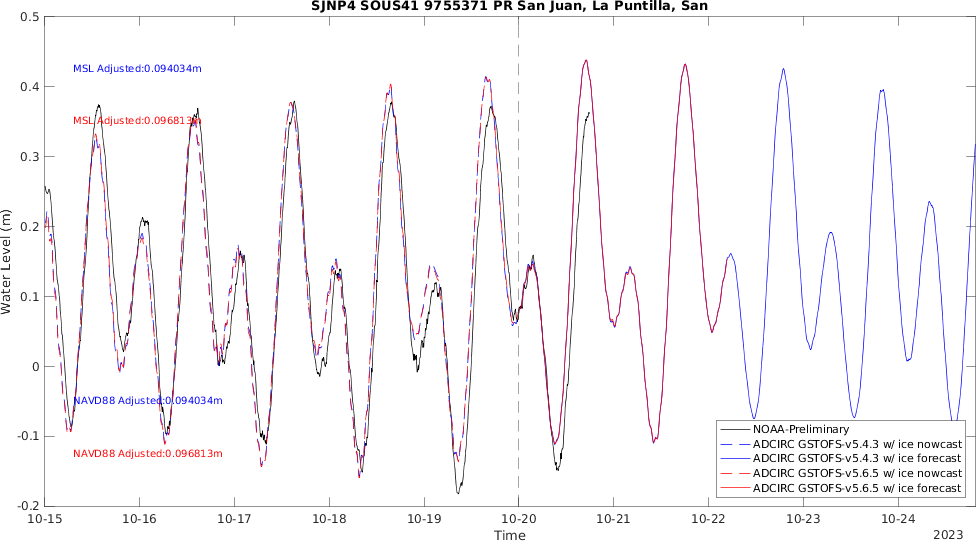 SJNP4 SOUS41 9755371 PR San Juan, La Puntilla, San
0.5
0.4
0.3
0.2
0.1
0
-0.1
-0.2
Water Level (m)
MSL Adjusted:0.094034m
MSL Adjusted:0.096813m
NAVD88 Adjusted:0.094034m
NAVD88 Adjusted:0.096813m
NOAA-Preliminary
ADCIRC GSTOFS-v5.4.3 w/ ice nowcast
ADCIRC GSTOFS-v5.4.3 w/ ice forecast
ADCIRC GSTOFS-v5.6.5 w/ ice nowcast
ADCIRC GSTOFS-v5.6.5 w/ ice forecast
10-15 10-16 10-17 10-18 10-19 10-20 10-21 10-22 10-23 10-24
Time
2023